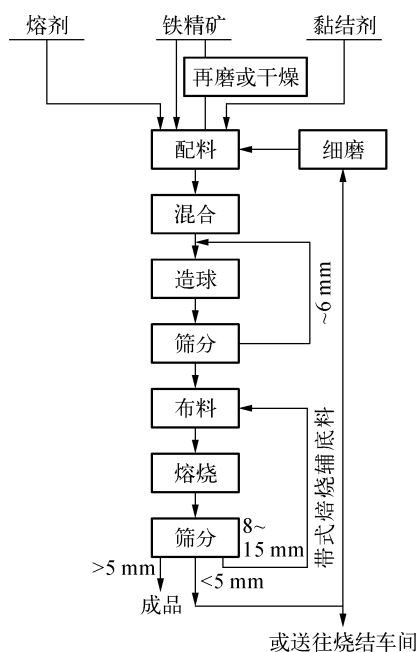 熔剂
铁精矿
黏结剂
再磨或干燥
配料
细磨
混合
造球
~6 mm
筛分
布料
带式焙烧辅底料
熔烧
筛分
8~
15 mm
>5 mm
<5 mm
成品
或送往烧结车间